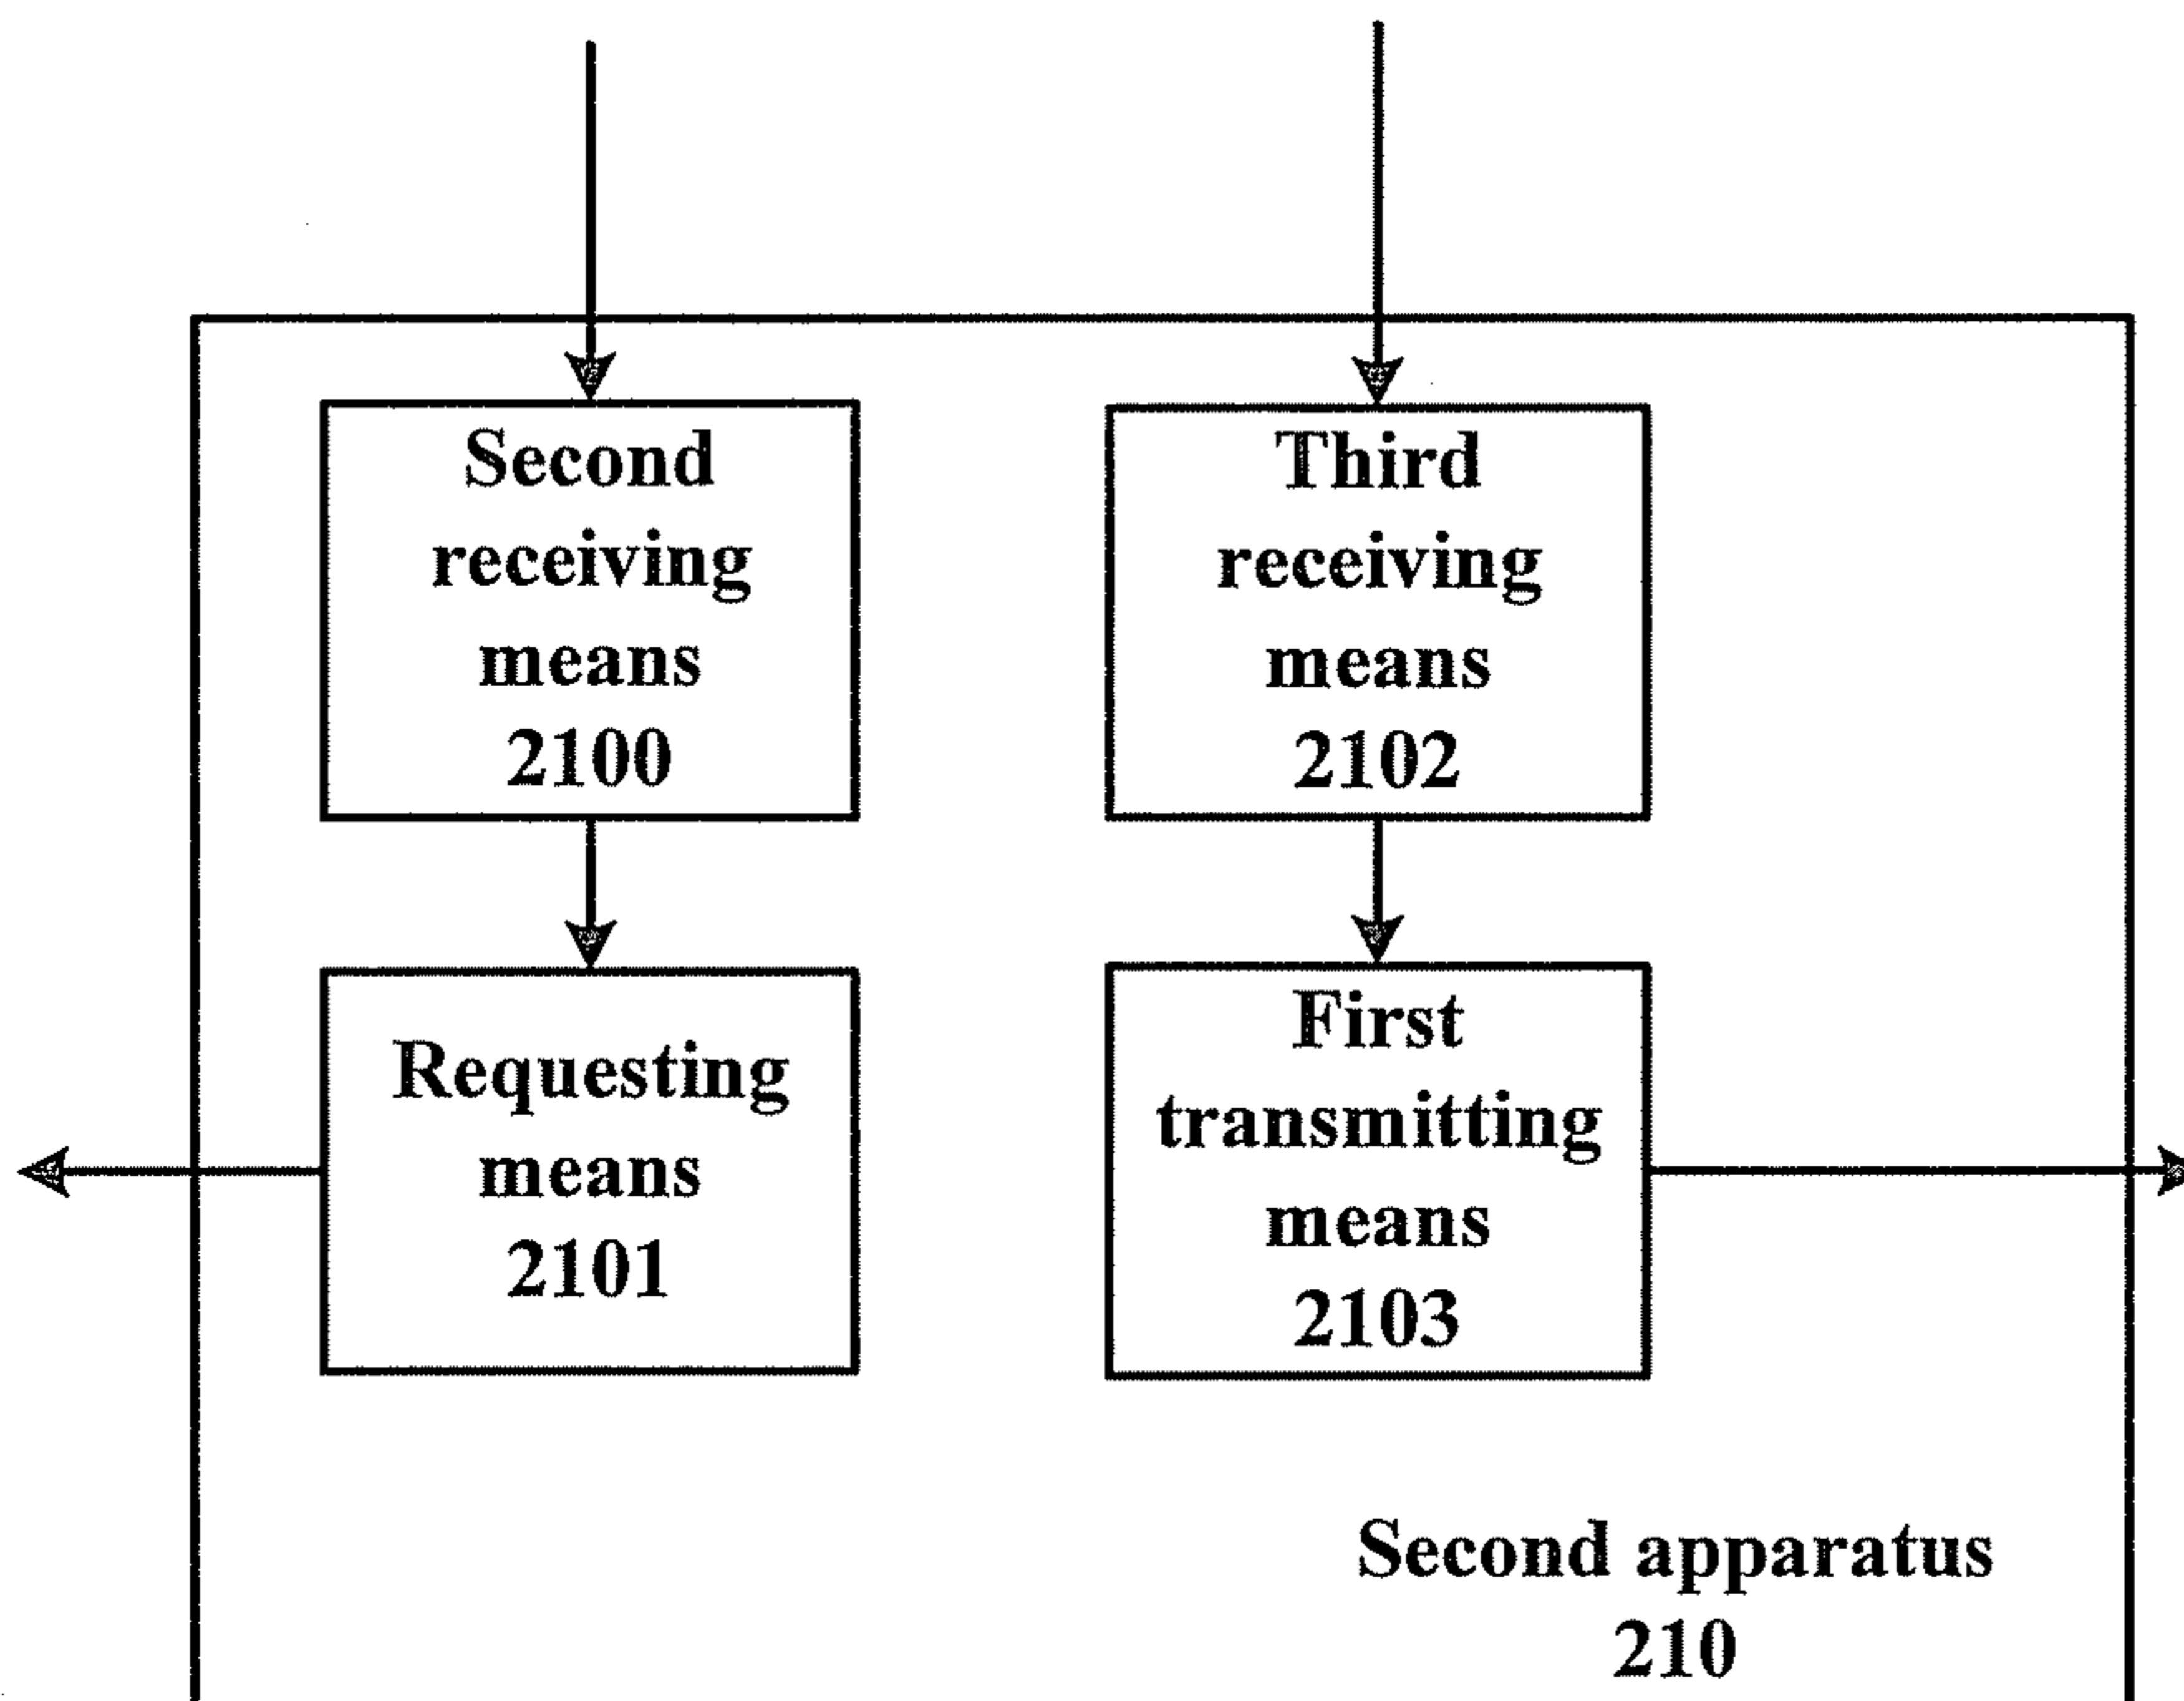 Second
receiving
means
2100
Third
receiving
means
2102
Requesting
means
2101
First
transmitting
means
2103
Second apparatus
210